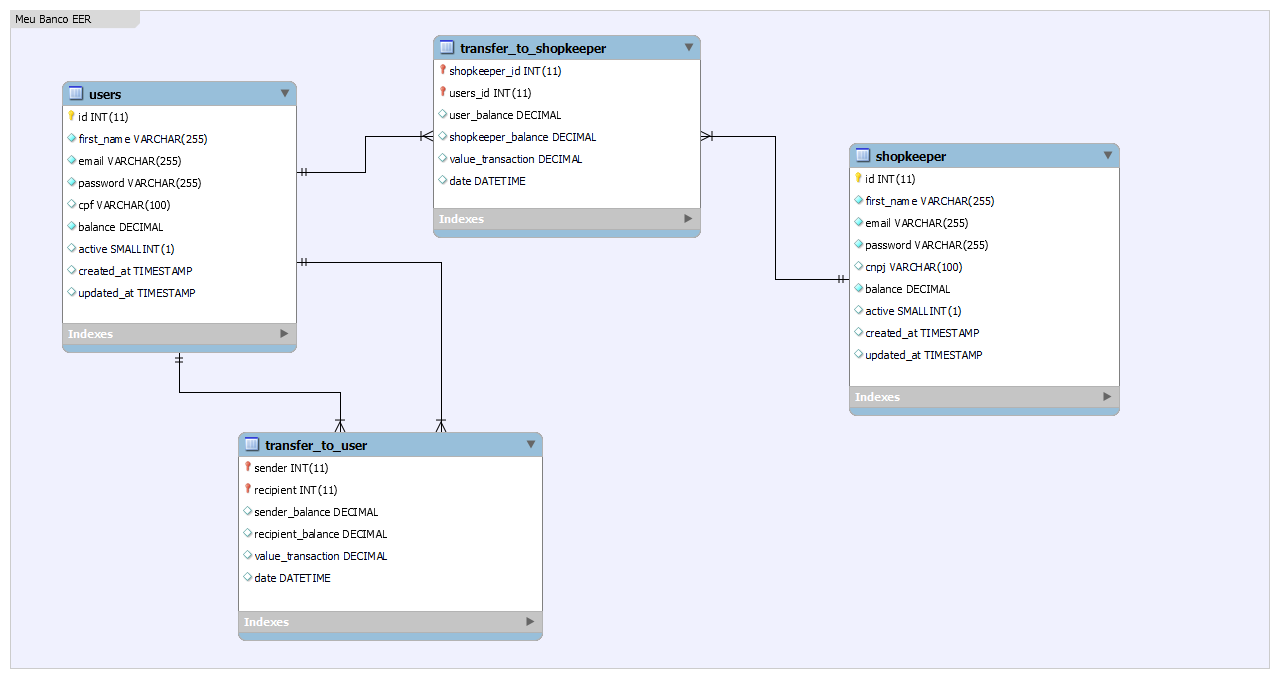 Meu Banco EER
users
id INT(11)
first_name VARCHAR(255)
email VARCHAR(255)
password VARCHAR(255)
cpf VARCHAR(100)
balance DECIMAL
active SMALLINT(1)
created_at TIMESTAMP
updated_at TIMESTAMP
Indexes
transfer_to_shopkeeper
shopkeeper_id INT(11)
users_id INT(11)
user_balance DECIMAL
shopkeeper_balance DECIMAL
value_transaction DECIMAL
date DATETIME
Indexes
shopkeeper
id INT(11)
first_name VARCHAR(255)
email VARCHAR(255)
password VARCHAR(255)
cnpj VARCHAR(100)
balance DECIMAL
active SMALLINT(1)
created_at TIMESTAMP
updated_at TIMESTAMP
Indexes
transfer_to_user
sender INT(11)
recipient INT(11)
sender_balance DECIMAL
recipient_balance DECIMAL
value_transaction DECIMAL
date DATETIME
Indexes